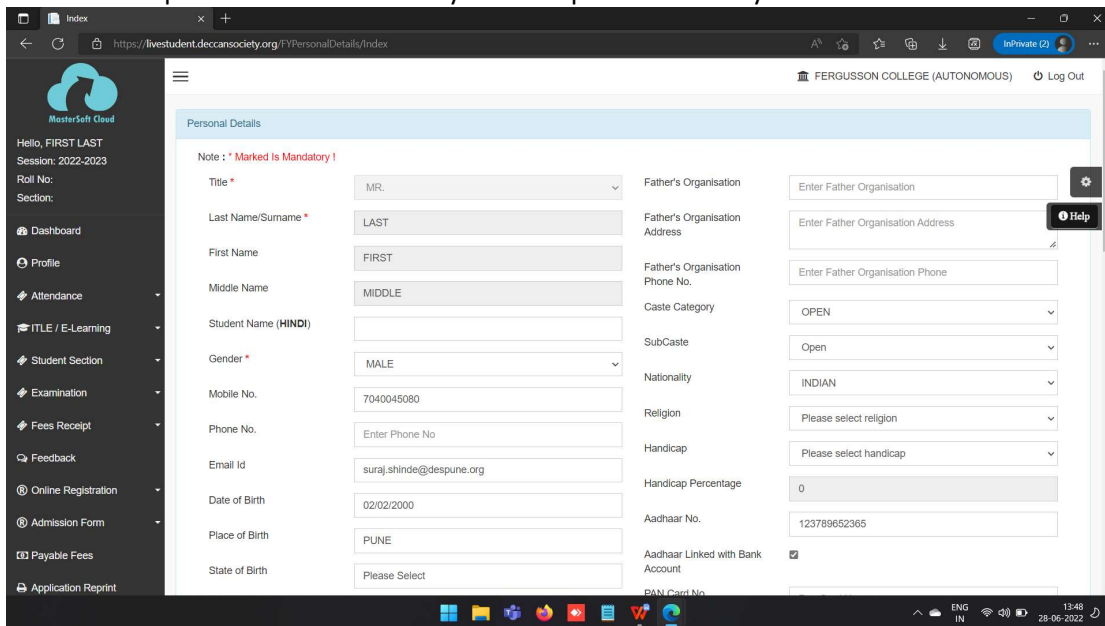 Index
https://livestudent.deccansociety.org/FYPersonalDetails/Index
InPrivate (2)
MasterSoft Cloud
FERGUSSON COLLEGE (AUTONOMOUS)
Log Out
Hello, FIRST LAST
Session: 2022-2023
Roll No:
Section:
Dashboard
Profile
Attendance
ITLE / E-Learning
Student Section
Examination
Fees Receipt
Feedback
Online Registration
Admission Form
Payable Fees
Application Reprint
Personal Details
Note : * Marked Is Mandatory !
Title * MR.
Last Name/Surname * LAST
First Name FIRST
Middle Name MIDDLE
Student Name (HINDI)
Gender * MALE
Mobile No. 7040045080
Phone No. Enter Phone No
Email Id suraj.shinde@despune.org
Date of Birth 02/02/2000
Place of Birth PUNE
State of Birth Please Select
Father's Organisation Enter Father Organisation
Father's Organisation Address Enter Father Organisation Address
Father's Organisation Phone No. Enter Father Organisation Phone
Caste Category OPEN
SubCaste Open
Nationality INDIAN
Religion Please select religion
Handicap Please select handicap
Handicap Percentage 0
Aadhaar No. 123789652365
Aadhaar Linked with Bank Account
PAN Card No.
Help
ENG
IN
13:48
28-06-2022